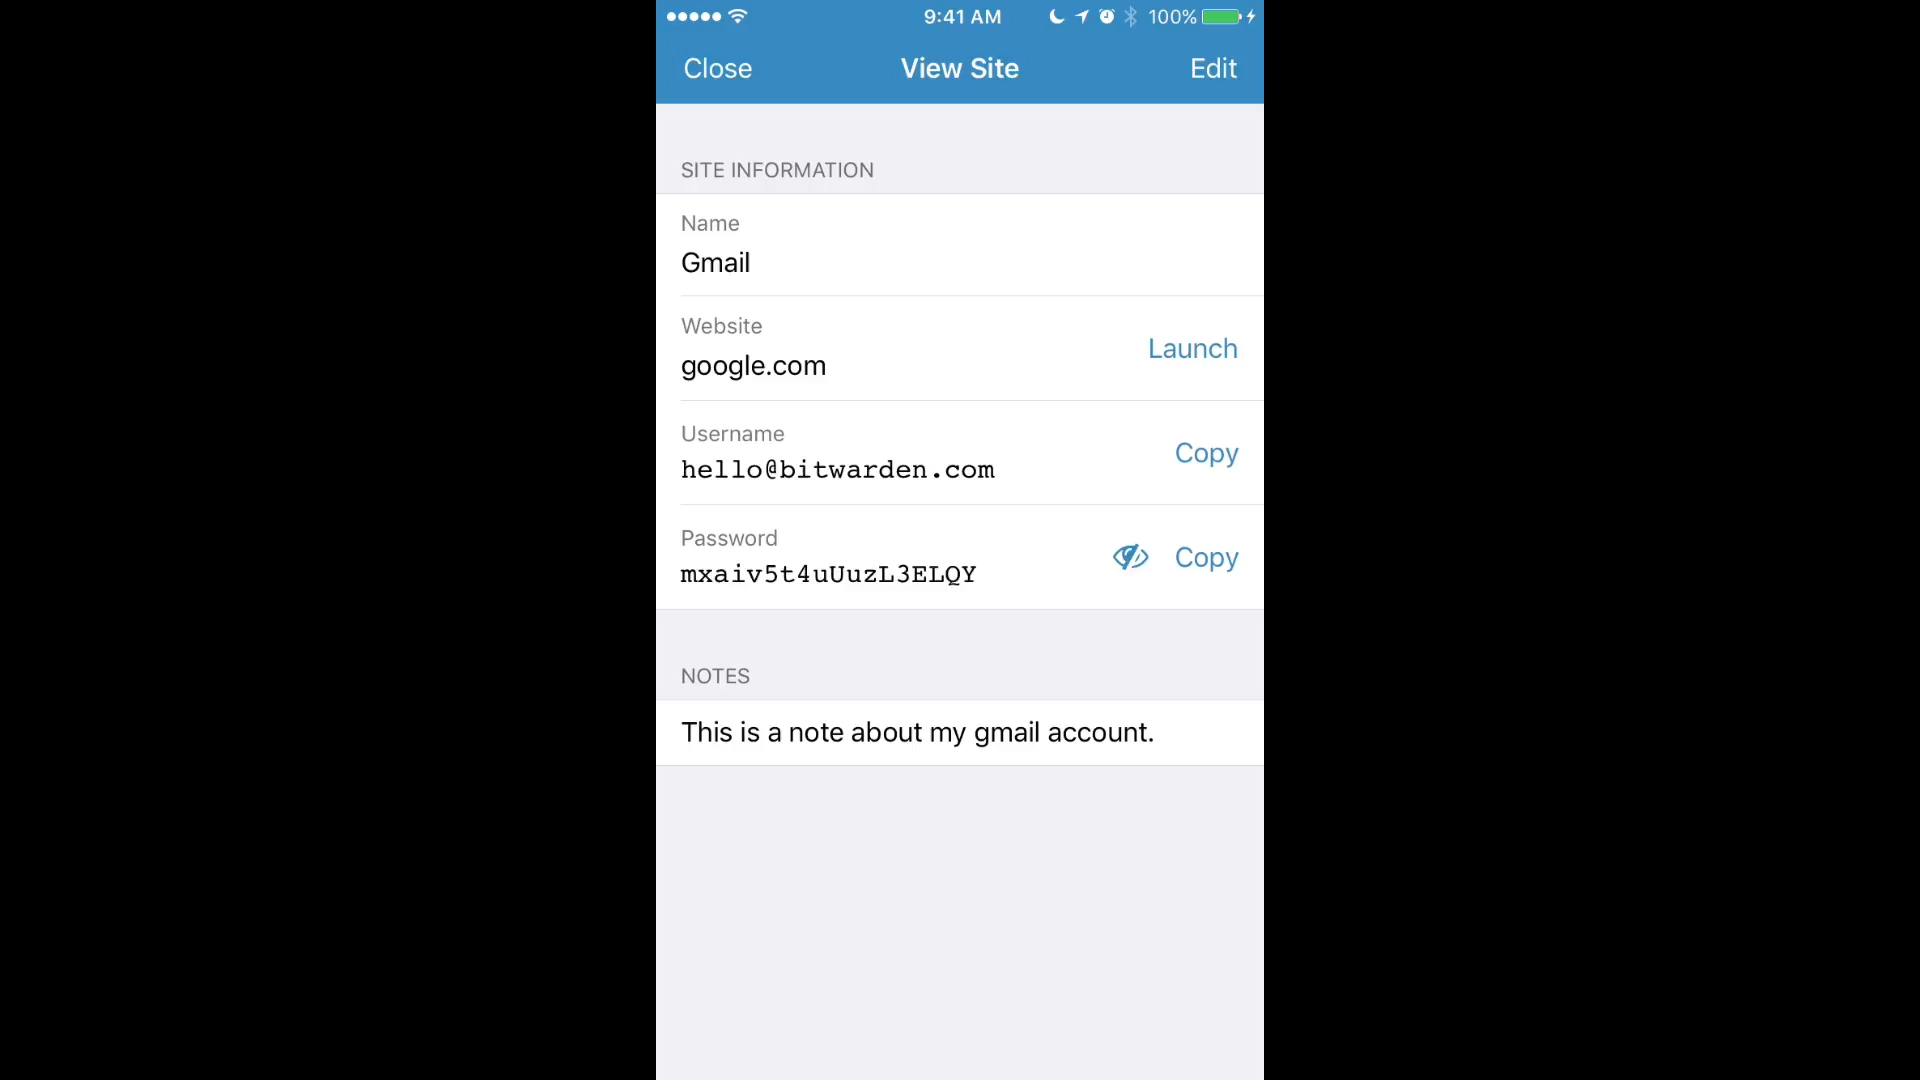 9:41 AM 100%
Close View Site Edit
SITE INFORMATION
Name
Gmail
Website
google.com
Launch
Username
hello@bitwarden.com
Copy
Password
mxaiv5t4uUuzL3ELQY
Copy
NOTES
This is a note about my gmail account.